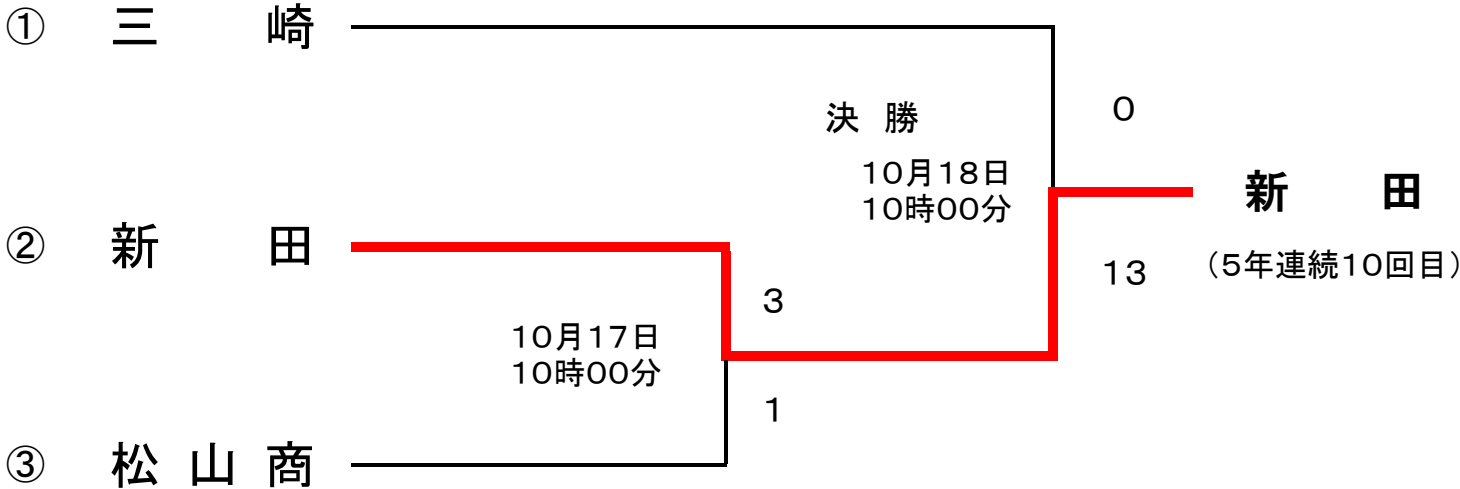 ① 三　崎
決 勝
０
１０月１８日
１０時００分
新　田
② 新　田
１３
（５年連続１０回目）
３
１０月１７日
１０時００分
１
③ 松 山 商